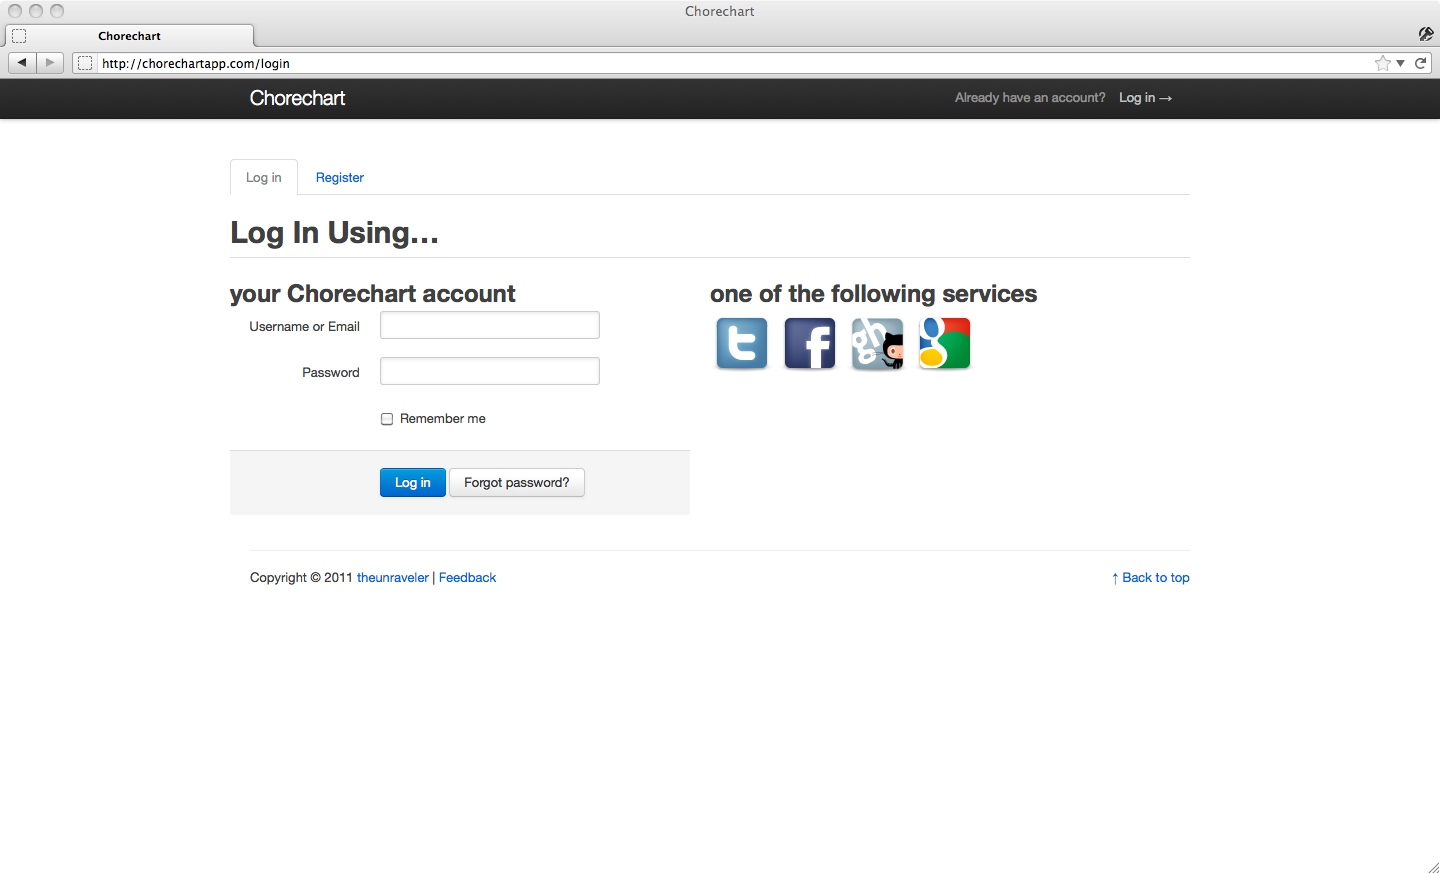 Chorechart
Chorechart
http://chorechartapp.com/login
Chorechart
Already have an account? Log in →
Log in
Register
Log In Using...
your Chorechart account
Username or Email
Password
Remember me
Log in
Forgot password?
one of the following services
t
f
gh
g
Copyright © 2011 theunraveler | Feedback
↑ Back to top